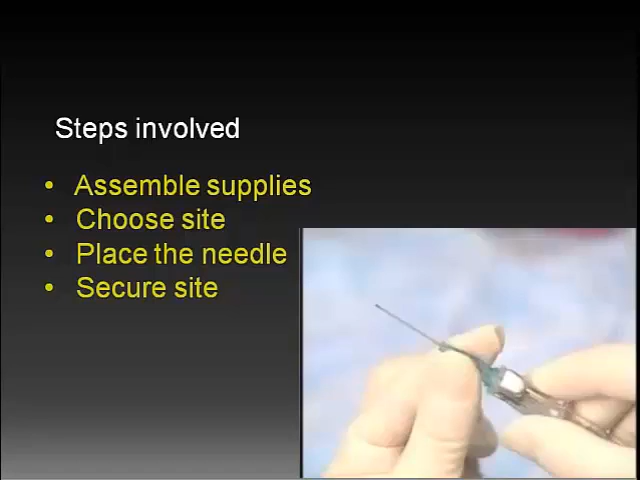 Steps involved
• Assemble supplies
• Choose site
• Place the needle
• Secure site